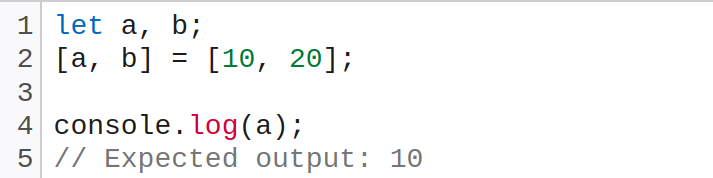 1 let a, b;
2 [a, b] = [10, 20];
3
4 console.log(a);
5 // Expected output: 10